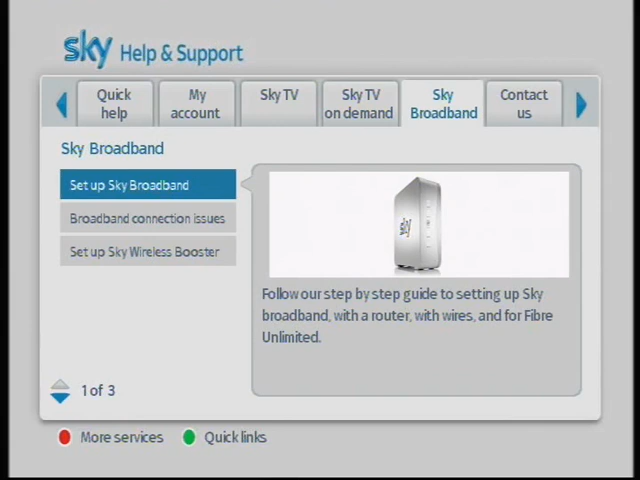 sky Help & Support
Quick
help
My
account
Sky TV
Sky TV
on demand
Sky
Broadband
Contact
us
Sky Broadband
Set up Sky Broadband
Broadband connection issues
Set up Sky Wireless Booster
sky
Follow our step by step guide to setting up Sky
broadband, with a router, with wires, and for Fibre
Unlimited.
1 of 3
More services
Quick links